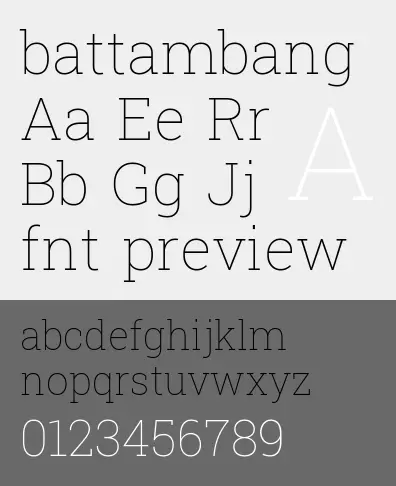 battambang
Aa Ee Rr
A
Bb Gg Jj
fnt preview
abcdefghijklm
nopqrstuvwxyz
0123456789